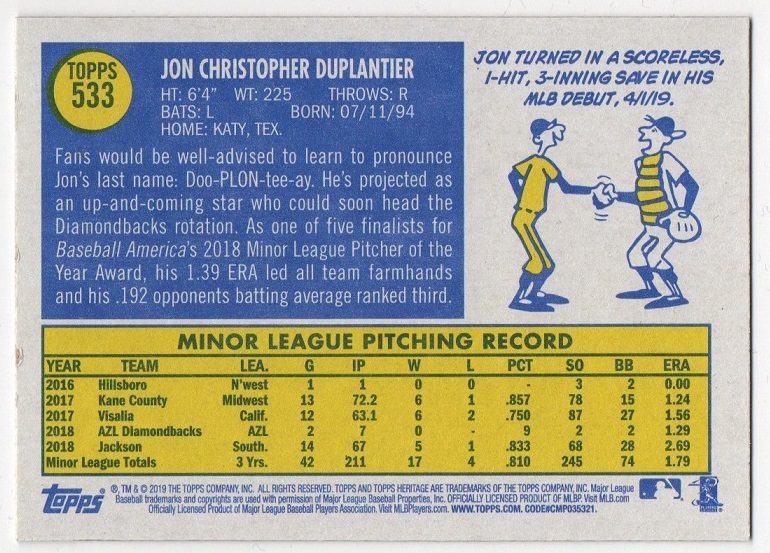 TOPPS
533
JON CHRISTOPHER DUPLANTIER
HT: 6'4" WT: 225 THROWS: R
BATS: L BORN: 07/11/94
HOME: KATY, TEX.
Fans would be well-advised to learn to pronounce
Jon's last name: Doo-PLON-tee-ay. He's projected as
an up-and-coming star who could soon head the
Diamondbacks rotation. As one of five finalists for
Baseball America's 2018 Minor League Pitcher of the
Year Award, his 1.39 ERA led all team farmhands
and his .192 opponents batting average ranked third.
JON TURNED IN A SCORELESS,
1-HIT, 3-INNING SAVE IN HIS
MLB DEBUT, 4/1/19.
MINOR LEAGUE PITCHING RECORD
YEAR TEAM LEA. G IP W L PCT SO BB ERA
2016 Hillsboro N'west 1 1 0 0 - 3 2 0.00
2017 Kane County Midwest 13 72.2 6 1 .857 78 15 1.24
2017 Visalia Calif. 12 63.1 6 2 .750 87 27 1.56
2018 AZL Diamondbacks AZL 2 7 0 0 - 9 2 2 1.29
2018 Jackson South. 14 67 5 1 .833 68 28 2.69
Minor League Totals 3 Yrs. 42 211 17 4 .810 245 74 1.79
Topps
®, TM & © 2019 THE TOPPS COMPANY, INC. ALL RIGHTS RESERVED. TOPPS AND TOPPS HERITAGE ARE TRADEMARKS OF THE TOPPS COMPANY, INC. Major League
Baseball trademarks and copyrights are used with permission of Major League Baseball Properties, Inc. OFFICIALLY LICENSED PRODUCT OF MLBP. Visit MLB.com
Officially Licensed Product of Major League Baseball Players Association. Visit MLBPlayers.com. WWW.TOPPS.COM. CODE#CMP035321.